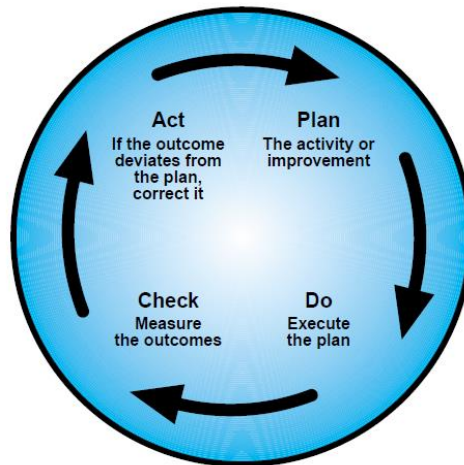 Act
If the outcome
deviates from
the plan,
correct it
Plan
The activity or
improvement
Check
Measure
the outcomes
Do
Execute
the plan